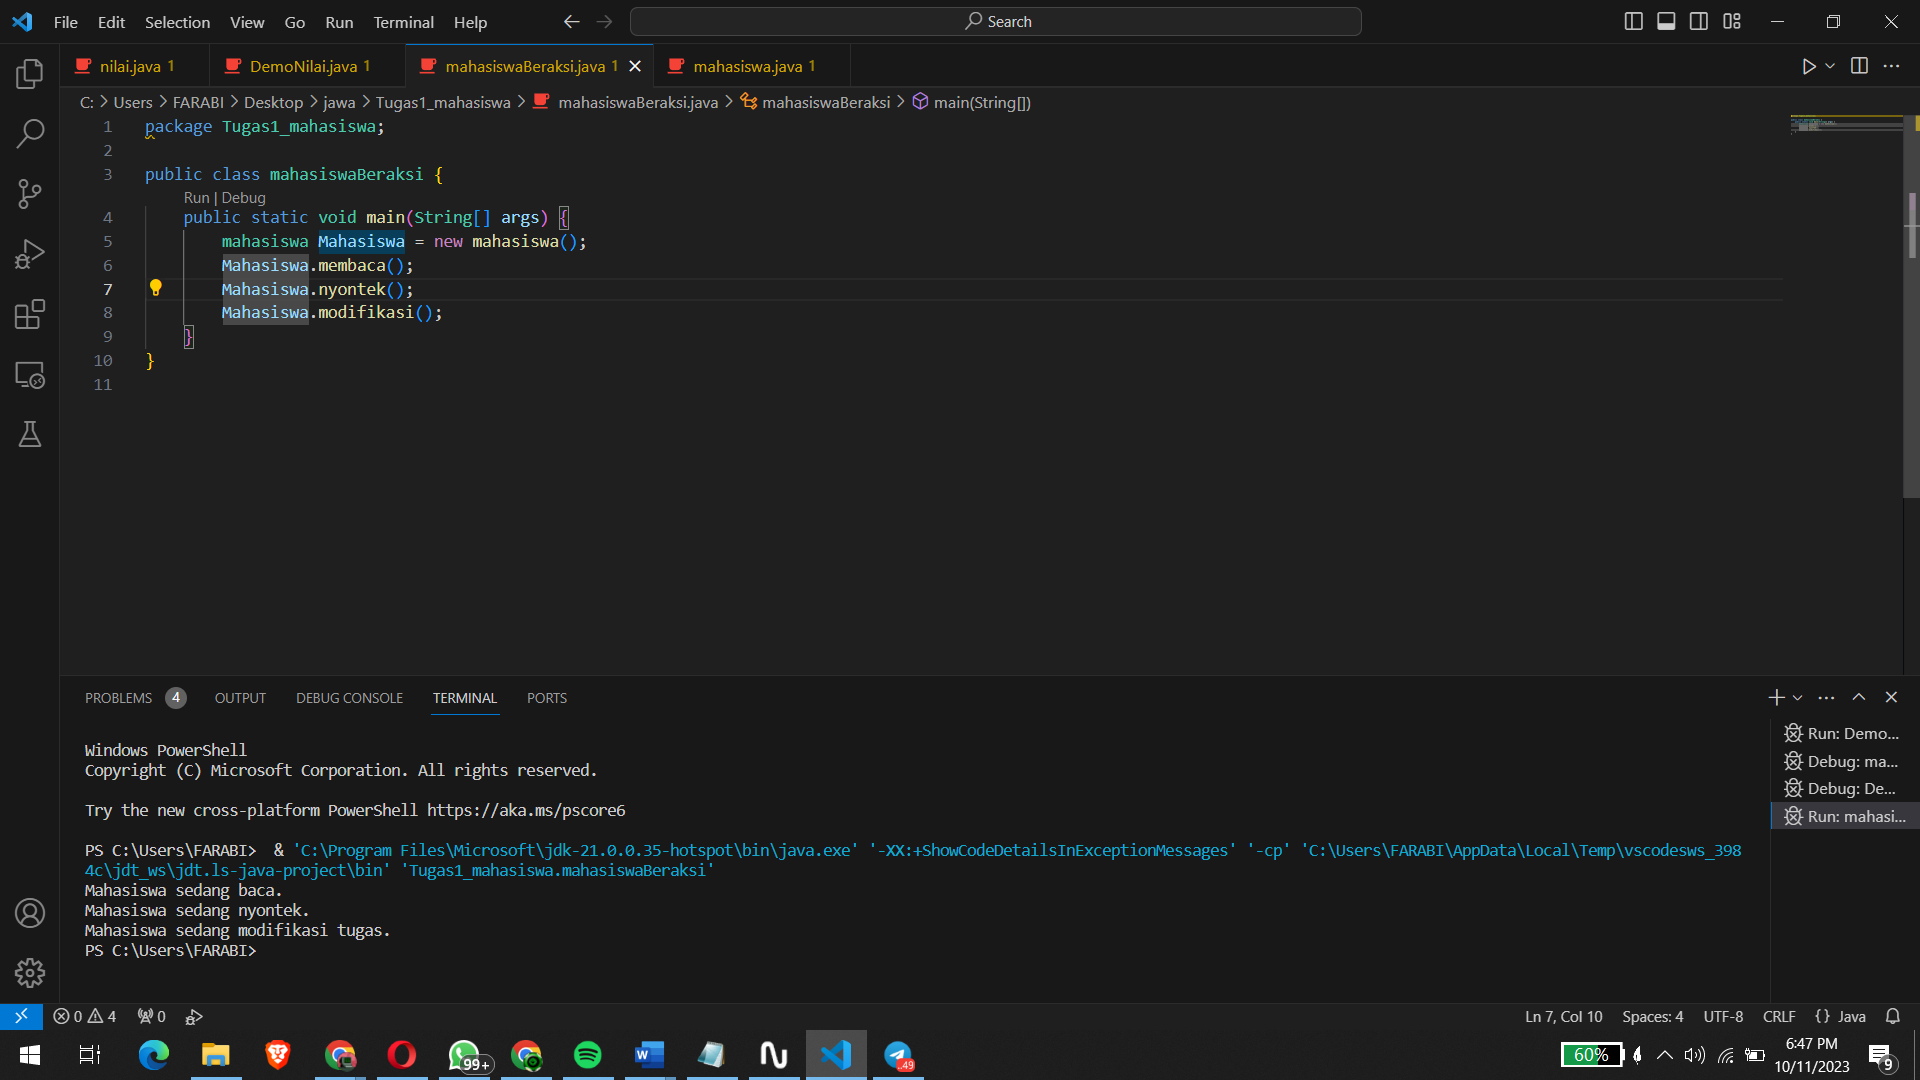 File Edit Selection View Go Run Terminal Help Search
nilai.java 1 DemoNilai.java 1 mahasiswaBeraksi.java 1 mahasiswa.java 1
C: > Users > FARABI > Desktop > jawa > Tugas1_mahasiswa > mahasiswaBeraksi.java > mahasiswaBeraksi > main(String[])
1 package Tugas1_mahasiswa;
2
3 public class mahasiswaBeraksi {
Run | Debug
4 public static void main(String[] args) {
5 mahasiswa Mahasiswa = new mahasiswa();
6 Mahasiswa.membaca();
7 Mahasiswa.nyontek();
8 Mahasiswa.modifikasi();
9 }
10 }
11
PROBLEMS 4 OUTPUT DEBUG CONSOLE TERMINAL PORTS
Windows PowerShell
Copyright (C) Microsoft Corporation. All rights reserved.
Try the new cross-platform PowerShell https://aka.ms/pscore6
PS C:\Users\FARABI>  & 'C:\Program Files\Microsoft\jdk-21.0.0.35-hotspot\bin\java.exe' '-XX:+ShowCodeDetailsInExceptionMessages' '-cp' 'C:\Users\FARABI\AppData\Local\Temp\vscodesws_398
4c\jdt_ws\jdt.ls-java-project\bin' 'Tugas1_mahasiswa.mahasiswaBeraksi'
Mahasiswa sedang baca.
Mahasiswa sedang nyontek.
Mahasiswa sedang modifikasi tugas.
PS C:\Users\FARABI>
Run: Demo...
Debug: ma...
Debug: De...
Run: mahasi...
0 4 0 Ln 7, Col 10 Spaces: 4 UTF-8 CRLF {} Java
99+ W .49 60% 6:47 PM
10/11/2023 9